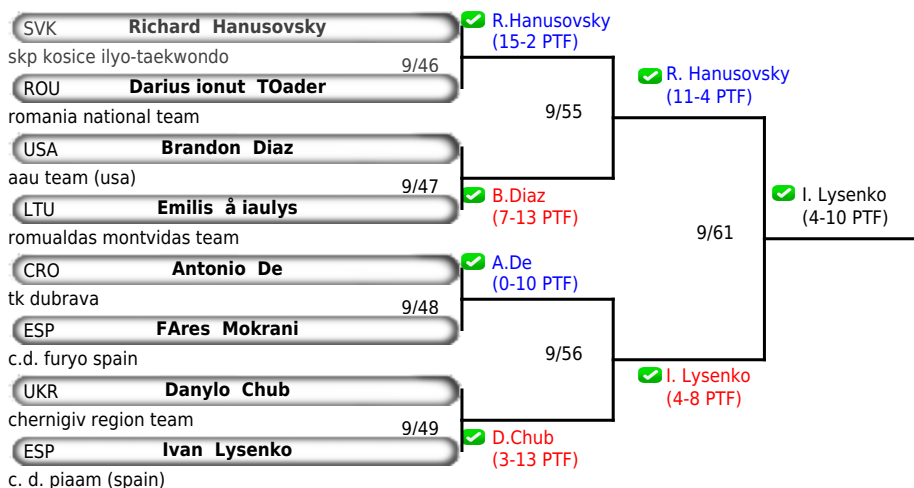 SVK Richard Hanusovsky
skp kosice ilyo-taekwondo
9/46
ROU Darius ionut TOader
romania national team
USA Brandon Diaz
aau team (usa)
9/47
LTU Emilis å iaulys
romualdas montvidas team
CRO Antonio De
tk dubrava
9/48
ESP FAres Mokrani
c.d. furyo spain
UKR Danylo Chub
chernigiv region team
9/49
ESP Ivan Lysenko
c. d. piaam (spain)
R.Hanusovsky
(15-2 PTF)
9/55
B.Diaz
(7-13 PTF)
A.De
(0-10 PTF)
9/56
D.Chub
(3-13 PTF)
R. Hanusovsky
(11-4 PTF)
9/61
I. Lysenko
(4-8 PTF)
I. Lysenko
(4-10 PTF)